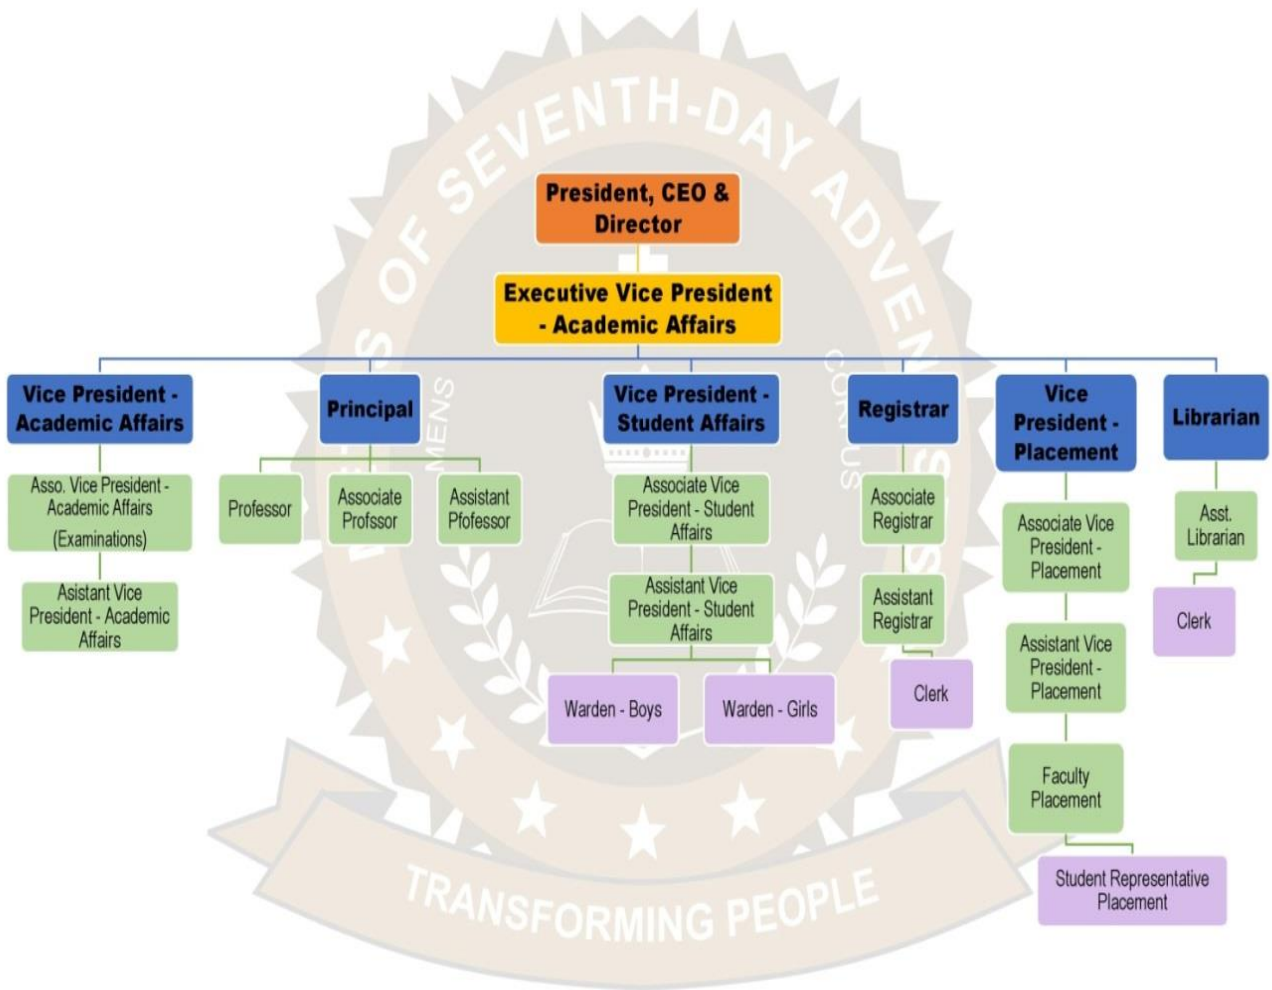 OF SEVENTH-DAY ADVEN
MENS
TRANSFORMING PEOPLE
President, CEO &
Director
Executive Vice President
- Academic Affairs
Vice President -
Academic Affairs
Asso. Vice President -
Academic Affairs
(Examinations)
Asistant Vice
President - Academic
Affairs
Principal
Professor
Associate
Profssor
Assistant
Pfofessor
Vice President -
Student Affairs
Associate Vice
President - Student
Affairs
Assistant Vice
President - Student
Affairs
Warden - Boys
Warden - Girls
Registrar
Associate
Registrar
Assistant
Registrar
Clerk
Vice
President -
Placement
Associate Vice
President -
Placement
Assistant Vice
President -
Placement
Faculty
Placement
Student Representative
Placement
Librarian
Asst.
Librarian
Clerk